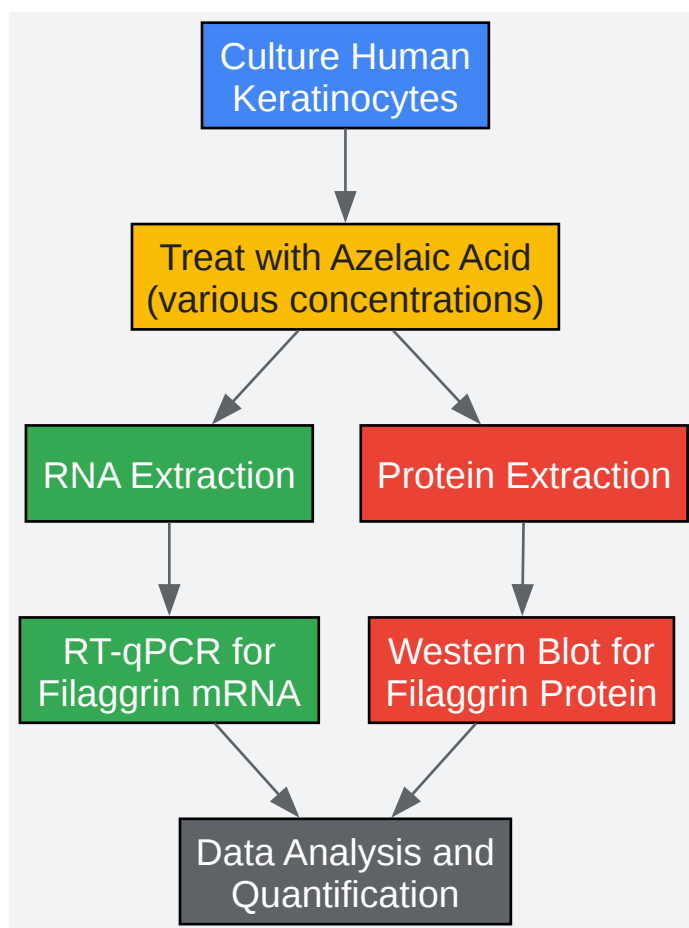 Culture Human
Keratinocytes
Treat with Azelaic Acid
(various concentrations)
RNA Extraction
Protein Extraction
RT-qPCR for
Filaggrin mRNA
Western Blot for
Filaggrin Protein
Data Analysis and
Quantification